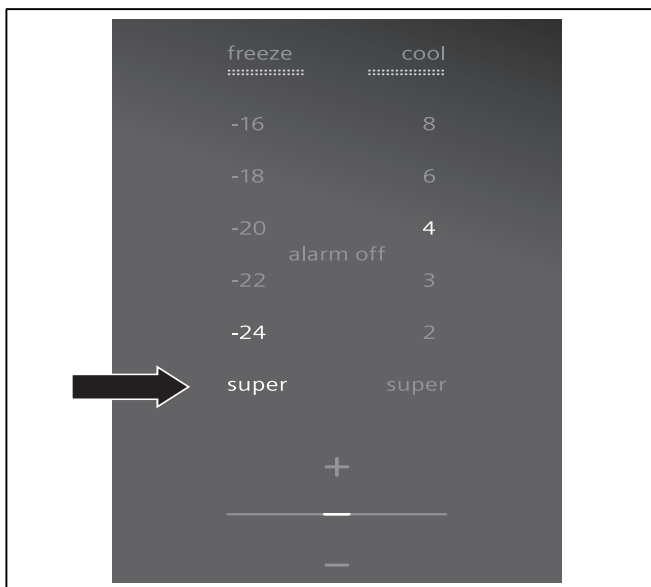 freeze cool
-16 8
-18 6
-20 4
alarm off
-22 3
-24 2
super super
+
−